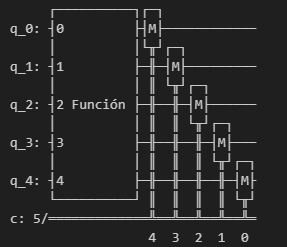 q_0: 0 M
q_1: 1 M
q_2: 2 Función M
q_3: 3 M
q_4: 4 M
c: 5/
4 3 2 1 0